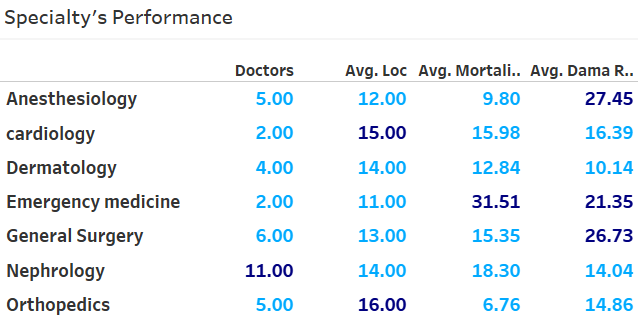 Specialty's Performance
Doctors Avg. Loc Avg. Mortali.. Avg. Dama R..
Anesthesiology 5.00 12.00 9.80 27.45
cardiology 2.00 15.00 15.98 16.39
Dermatology 4.00 14.00 12.84 10.14
Emergency medicine 2.00 11.00 31.51 21.35
General Surgery 6.00 13.00 15.35 26.73
Nephrology 11.00 14.00 18.30 14.04
Orthopedics 5.00 16.00 6.76 14.86